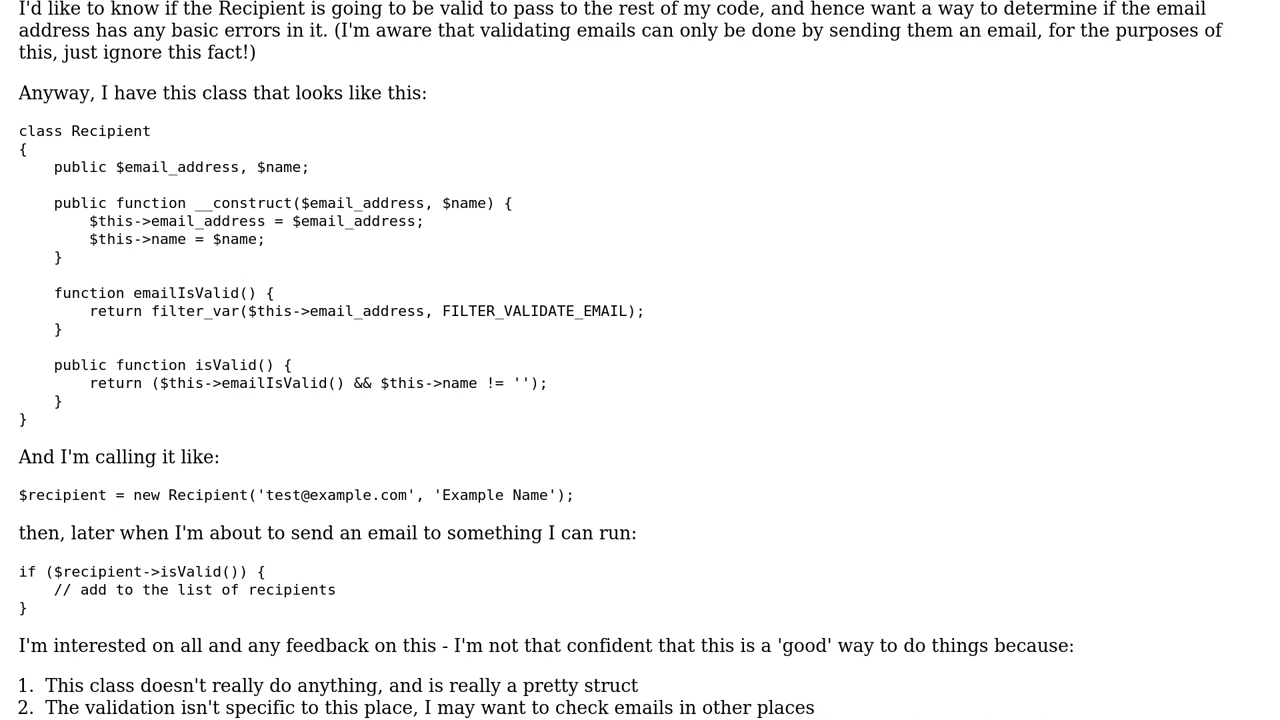 I'd like to know if the Recipient is going to be valid to pass to the rest of my code, and hence want a way to determine if the email
address has any basic errors in it. (I'm aware that validating emails can only be done by sending them an email, for the purposes of
this, just ignore this fact!)
Anyway, I have this class that looks like this:
class Recipient
{
    public $email_address, $name;
    public function __construct($email_address, $name) {
        $this->email_address = $email_address;
        $this->name = $name;
    }
    function emailIsValid() {
        return filter_var($this->email_address, FILTER_VALIDATE_EMAIL);
    }
    public function isValid() {
        return ($this->emailIsValid() && $this->name != '');
    }
}
And I'm calling it like:
$recipient = new Recipient('test@example.com', 'Example Name');
then, later when I'm about to send an email to something I can run:
if ($recipient->isValid()) {
    // add to the list of recipients
}
I'm interested on all and any feedback on this - I'm not that confident that this is a 'good' way to do things because:
1. This class doesn't really do anything, and is really a pretty struct
2. The validation isn't specific to this place, I may want to check emails in other places